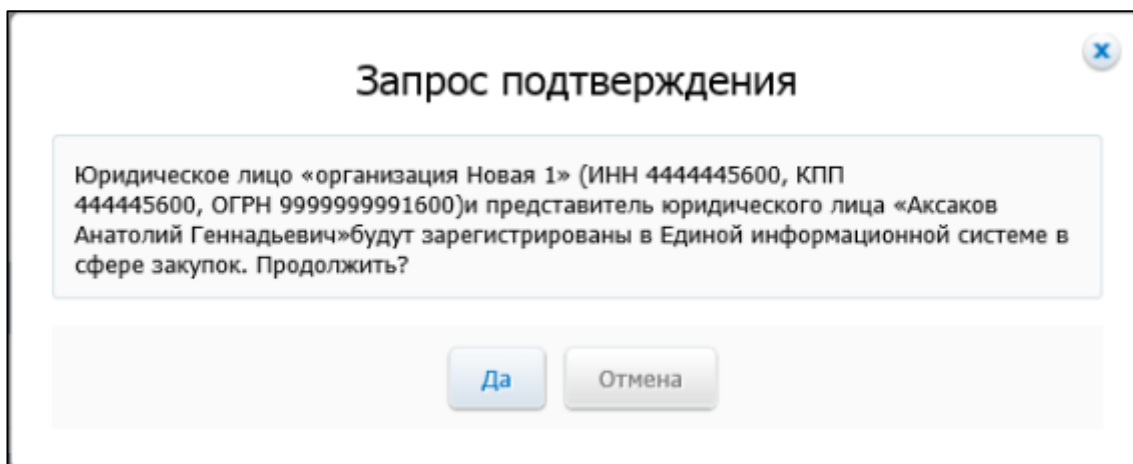 Запрос подтверждения
Юридическое лицо «организация Новая 1» (ИНН 4444445600, КПП
444445600, ОГРН 9999999991600)и представитель юридического лица «Аксаков
Анатолий Геннадьевич»будут зарегистрированы в Единой информационной системе в
сфере закупок. Продолжить?
Да Отмена